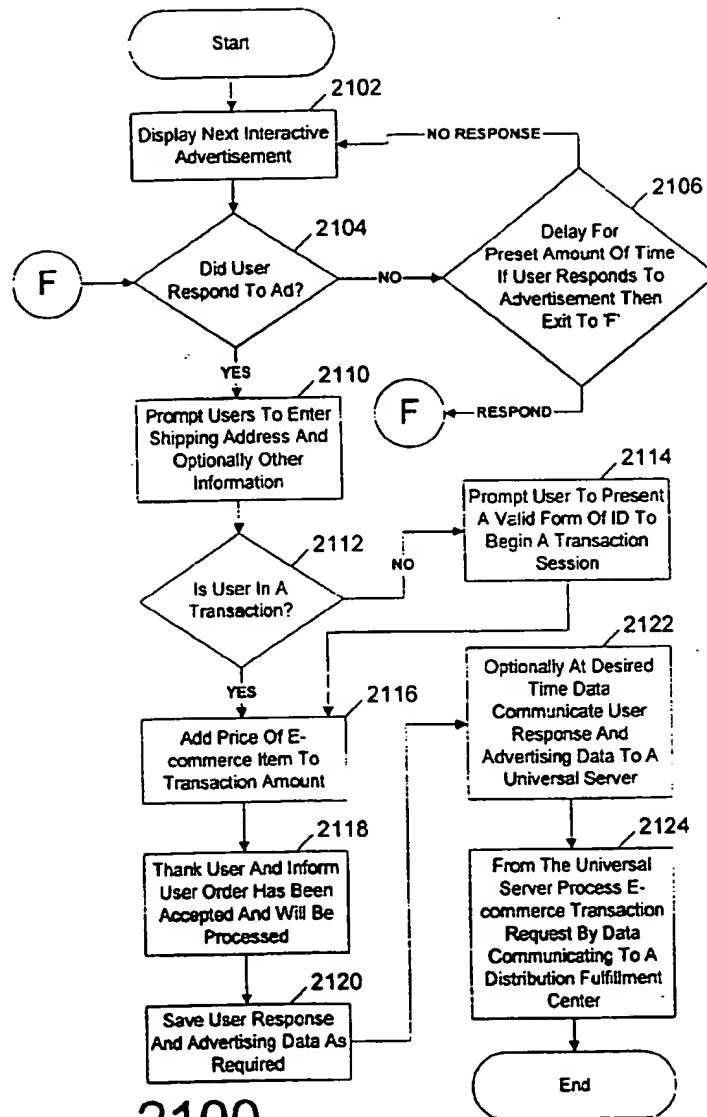 Start
2102
Display Next Interactive
Advertisement
NO RESPONSE
2104
Did User
Respond To Ad?
F
NO
2106
Delay For
Preset Amount Of Time
If User Responds To
Advertisement Then
Exit To 'F'
YES
RESPOND
F
2110
Prompt Users To Enter
Shipping Address And
Optionally Other
Information
2112
Is User In A
Transaction?
NO
2114
Prompt User To Present
A Valid Form Of ID To
Begin A Transaction
Session
YES
2116
Add Price Of E-
commerce Item To
Transaction Amount
2118
Thank User And Inform
User Order Has Been
Accepted And Will Be
Processed
2120
Save User Response
And Advertising Data As
Required
2122
Optionally At Desired
Time Data
Communicate User
Response And
Advertising Data To A
Universal Server
2124
From The Universal
Server Process E-
commerce Transaction
Request By Data
Communicating To A
Distribution Fulfillment
Center
End
2100